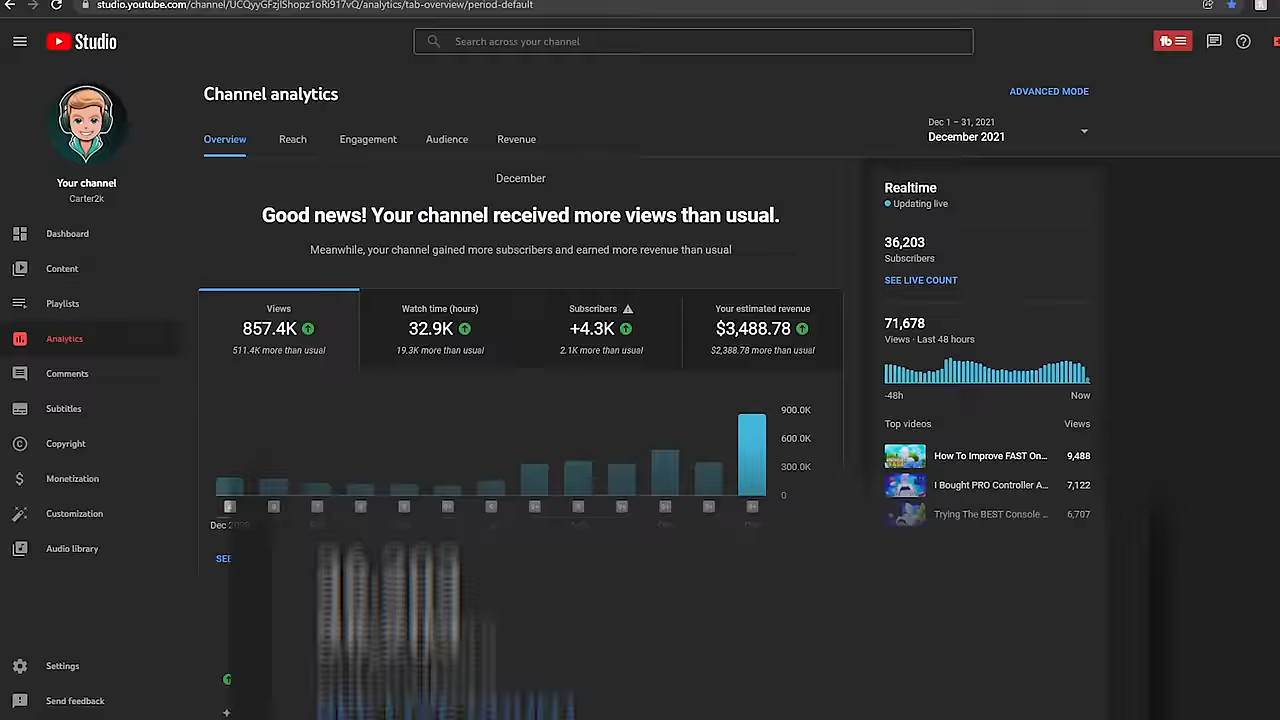 studio.youtube.com/channel/UCQyyGFzjlShopz1oRi917vQ/analytics/tab-overview/period-default
Studio
Search across your channel
Channel analytics
ADVANCED MODE
Dec 1 – 31, 2021
December 2021
Overview
Reach
Engagement
Audience
Revenue
Your channel
Carter2k
Dashboard
Content
Playlists
Analytics
Comments
Subtitles
Copyright
Monetization
Customization
Audio library
Settings
Send feedback
December
Good news! Your channel received more views than usual.
Meanwhile, your channel gained more subscribers and earned more revenue than usual
Views
857.4K
511.4K more than usual
Watch time (hours)
32.9K
19.3K more than usual
Subscribers
+4.3K
2.1K more than usual
Your estimated revenue
$3,488.78
$2,388.78 more than usual
900.0K
600.0K
300.0K
0
Dec 2020
SEE
Realtime
Updating live
36,203
Subscribers
SEE LIVE COUNT
71,678
Views · Last 48 hours
-48h
Now
Top videos
Views
How To Improve FAST On...
9,488
I Bought PRO Controller A...
7,122
Trying The BEST Console ...
6,707